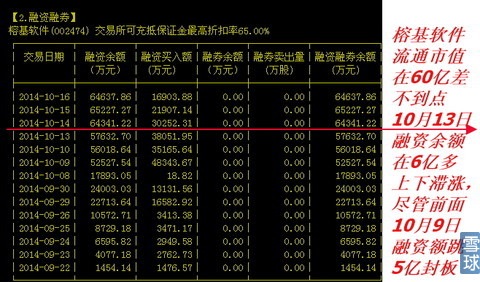 【2.融资融券】
榕基软件(002474) 交易所可充抵保证金最高折扣率65.00%
交易日期 融资余额(万元) 融资买入额(万元) 融券余额(万元) 融券卖出量(万股) 融资融券余额(万元)
2014-10-16 64637.86 16903.88 0.00 0.00 64637.86
2014-10-15 65227.27 21907.14 0.00 0.00 65227.27
2014-10-14 64341.22 30252.31 0.00 0.00 64341.22
2014-10-13 57632.70 38051.95 0.00 0.00 57632.70
2014-10-10 56018.64 35165.64 0.00 0.00 56018.64
2014-10-09 52527.54 48343.67 0.00 0.00 52527.54
2014-10-08 17893.05 18.82 0.00 0.00 17893.05
2014-09-30 24003.03 13131.56 0.00 0.00 24003.03
2014-09-29 22713.64 16582.92 0.00 0.00 22713.64
2014-09-26 10572.71 3413.38 0.00 0.00 10572.71
2014-09-25 8729.18 3471.17 0.00 0.00 8729.18
2014-09-24 6595.82 2949.58 0.00 0.00 6595.82
2014-09-23 4077.18 2762.73 0.00 0.00 4077.18
2014-09-22 1454.14 1476.57 0.00 0.00 1454.14
榕基软件
流通市值
在60亿差
不到点
10月13日
融资余额
在6亿多
上下滞涨，
尽管前面
10月9日
融资额跳
5亿封板
雪球